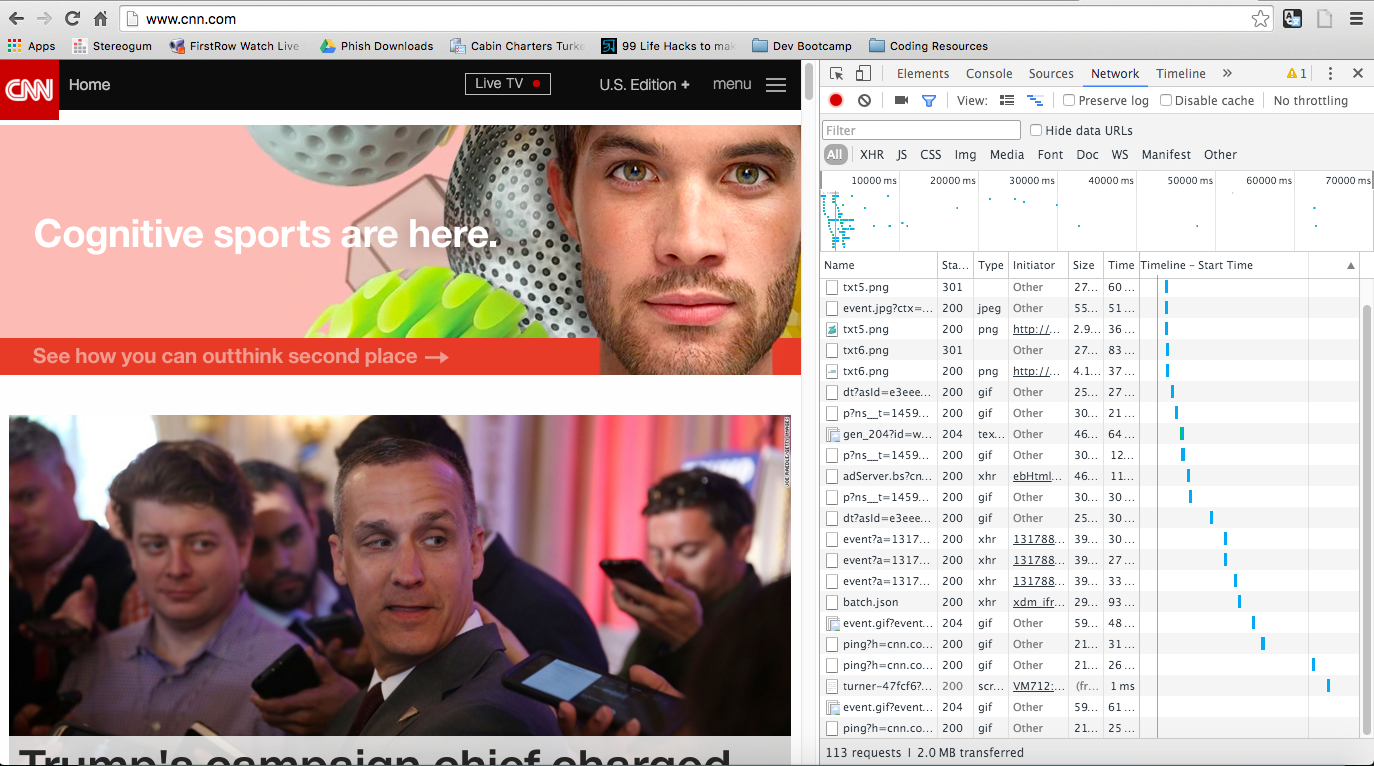 www.cnn.com
Apps Stereogum FirstRow Watch Live Phish Downloads Cabin Charters Turke 99 Life Hacks to mak Dev Bootcamp Coding Resources
CNN Home Live TV U.S. Edition + menu
Cognitive sports are here.
See how you can outthink second place →
JOE RAEDLE/GETTY IMAGES
Trump's campaign chief charged
Elements Console Sources Network Timeline » 1
View: Preserve log Disable cache No throttling
Filter Hide data URLs
All XHR JS CSS Img Media Font Doc WS Manifest Other
10000 ms 20000 ms 30000 ms 40000 ms 50000 ms 60000 ms 70000 ms
Name Sta... Type Initiator Size Time Timeline – Start Time
txt5.png 301 Other 27... 60 ...
event.jpg?ctx=... 200 jpeg Other 55... 51 ...
txt5.png 200 png http://... 2.9... 36 ...
txt6.png 301 Other 27... 83 ...
txt6.png 200 png http://... 4.1... 37 ...
dt?asId=e3eee... 200 gif Other 25... 27 ...
p?ns__t=1459... 200 gif Other 30... 21 ...
gen_204?id=w... 204 tex... Other 46... 64 ...
p?ns__t=1459... 200 gif Other 30... 12...
adServer.bs?cn... 200 xhr ebHtml... 46... 11...
p?ns__t=1459... 200 gif Other 30... 30 ...
dt?asId=e3eee... 200 gif Other 25... 30 ...
event?a=1317... 200 xhr 131788... 39... 30 ...
event?a=1317... 200 xhr 131788... 39... 27 ...
event?a=1317... 200 xhr 131788... 39... 33 ...
batch.json 200 xhr xdm_ifr... 29... 93 ...
event.gif?event... 204 gif Other 59... 48 ...
ping?h=cnn.co... 200 gif Other 21... 31 ...
ping?h=cnn.co... 200 gif Other 21... 26 ...
turner-47fcf6?... 200 scr... VM712:... (fr... 1 ms
event.gif?event... 204 gif Other 59... 61 ...
ping?h=cnn.co... 200 gif Other 21... 25 ...
113 requests | 2.0 MB transferred